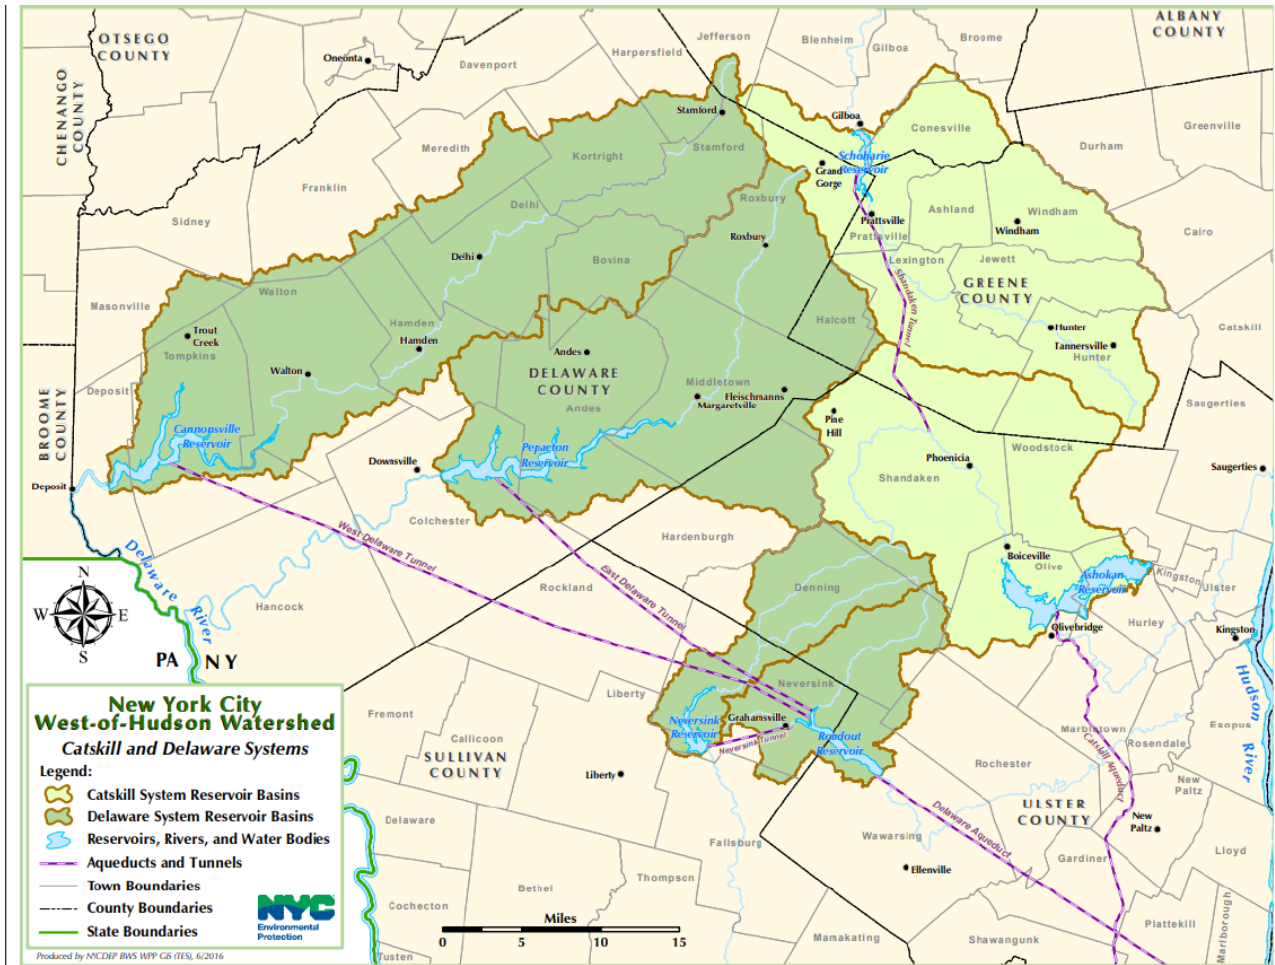 OTSEGO
COUNTY
ALBANY
COUNTY
CHENANGO
COUNTY
BROOME
COUNTY
Jefferson
Blenheim
Gilboa
Broome
Harpersfield
Davenport
Oneonta
Stamford
Gilboa
Conesville
Greenville
Durham
Meredith
Kortright
Stamford
Schoharie
Reservoir
Grand
Gorge
Franklin
Sidney
Delhi
Roxbury
Ashland
Windham
Windham
Prattsville
Prattsville
Cairo
Roxbury
Delhi
Bovina
Lexington
Jewett
Shandaken Tunnel
GREENE
COUNTY
Masonville
Walton
Hamden
Hamden
Halcott
Hunter
Tannersville
Hunter
Catskill
Trout
Creek
Tompkins
Walton
Andes
DELAWARE
COUNTY
Andes
Middletown
Fleischmanns
Margaretville
Deposit
Saugerties
Pine
Hill
Cannonsville
Reservoir
Pepacton
Reservoir
Woodstock
Phoenicia
Shandaken
Downsville
Saugerties
Deposit
Colchester
West Delaware Tunnel
Hardenburgh
Boiceville
Olive
Ashokan
Reservoir
Kingston
Ulster
Delaware River
East Delaware Tunnel
Rockland
Denning
Hancock
Olivebridge
Hurley
Kingston
Hudson River
N
W
E
S
PA
NY
Neversink
Liberty
Fremont
Neversink
Reservoir
Grahansville
Rondout
Reservoir
Neversink Tunnel
Marbletown
Catskill Aqueduct
Rosendale
Esopus
Callicoon
SULLIVAN
COUNTY
Liberty
Rochester
New
Paltz
ULSTER
COUNTY
New
Paltz
Delaware Aqueduct
Delaware
Fallsburg
Wawarsing
Ellenville
Gardiner
Lloyd
Bethel
Thompson
Cochecton
Tusten
Mamakating
Shawangunk
Plattekill
Marlborough
New York City
West-of-Hudson Watershed
Catskill and Delaware Systems
Legend:
Catskill System Reservoir Basins
Delaware System Reservoir Basins
Reservoirs, Rivers, and Water Bodies
Aqueducts and Tunnels
Town Boundaries
County Boundaries
State Boundaries
NYC
Environmental
Protection
Produced by NYCDEP BWS WPP GIS (TES), 6/2016
Miles
0 5 10 15